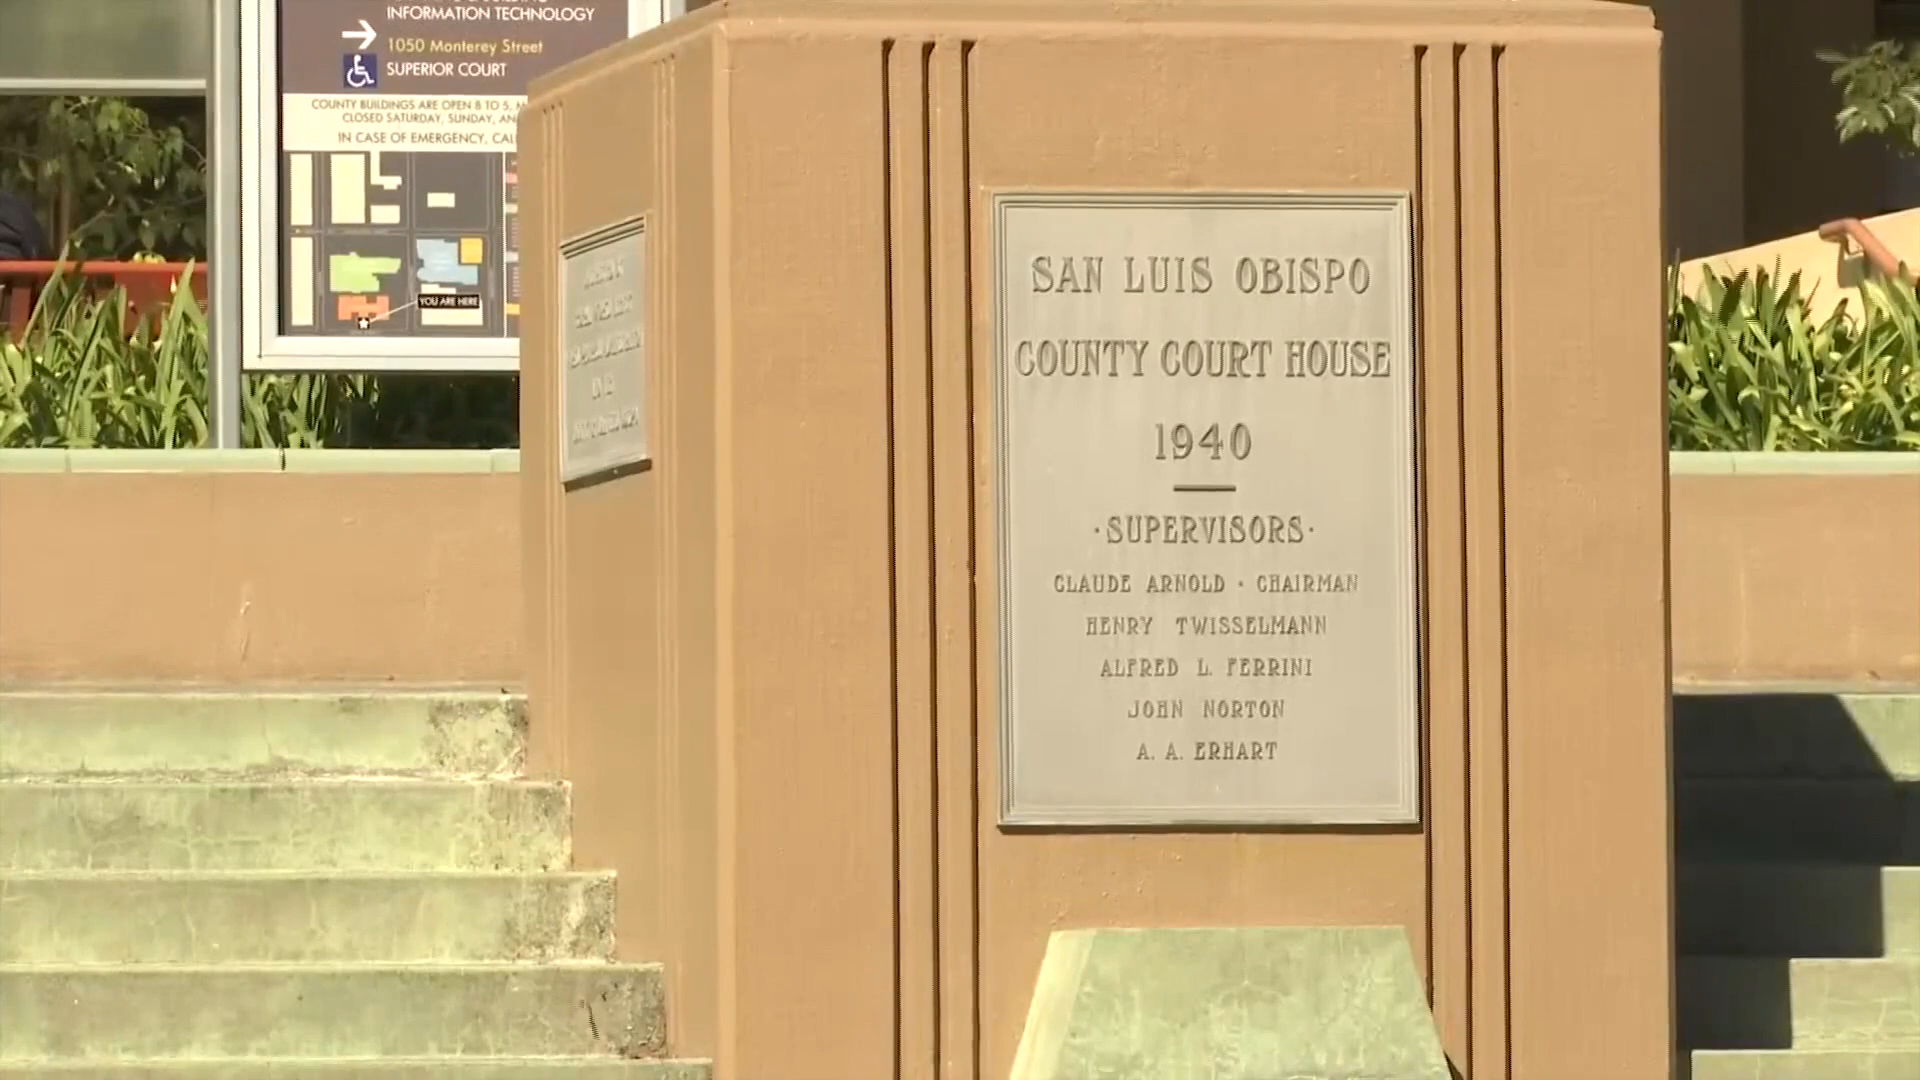 INFORMATION TECHNOLOGY
1050 Monterey Street
SUPERIOR COURT
COUNTY BUILDINGS ARE OPEN 8 TO 5,
CLOSED SATURDAY, SUNDAY,
IN CASE OF EMERGENCY,
YOU ARE HERE
SAN LUIS OBISPO
COUNTY COURT HOUSE
1940
·SUPERVISORS·
CLAUDE ARNOLD · CHAIRMAN
HENRY TWISSELMANN
ALFRED L. FERRINI
JOHN NORTON
A. A. ERHART